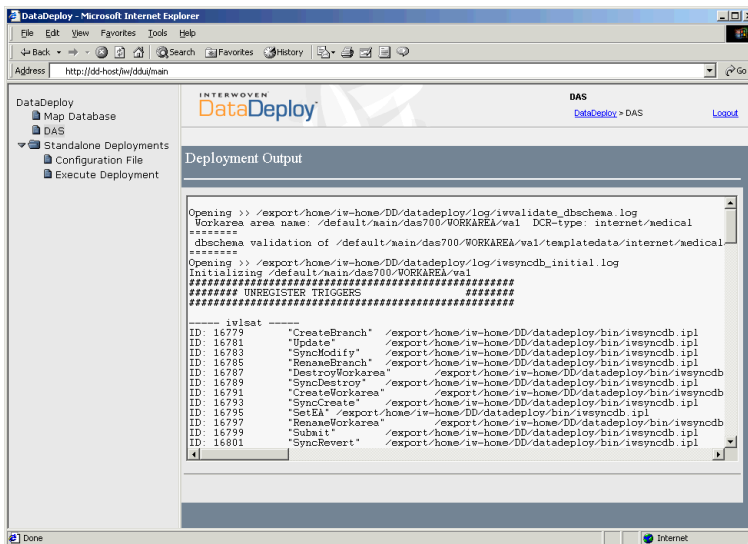 DataDeploy - Microsoft Internet Explorer
File Edit View Favorites Tools Help
Back Search Favorites History
Address http://dd-host/iw/ddui/main Go
DataDeploy
Map Database
DAS
Standalone Deployments
Configuration File
Execute Deployment
INTERWOVEN
DataDeploy
DAS
DataDeploy > DAS Logout
Deployment Output
Opening >> /export/home/iw-home/DD/datadeploy/log/iwvalidate_dbschema.log
Workarea area name: /default/main/das700/WORKAREA/wa1 DCR-type: internet/medical
========
dbschema validation of /default/main/das700/WORKAREA/wa1/templatedata/internet/medical
========
Opening >> /export/home/iw-home/DD/datadeploy/log/iwsyncdb_initial.log
Initializing /default/main/das700/WORKAREA/wa1
####################################################
######## UNREGISTER TRIGGERS ########
####################################################
----- ivlsat -----
ID: 16779 "CreateBranch" /export/home/iw-home/DD/datadeploy/bin/iwsyncdb.ipl
ID: 16781 "Update" /export/home/iw-home/DD/datadeploy/bin/iwsyncdb.ipl
ID: 16783 "SyncModify" /export/home/iw-home/DD/datadeploy/bin/iwsyncdb.ipl
ID: 16785 "RenameBranch" /export/home/iw-home/DD/datadeploy/bin/iwsyncdb.ipl
ID: 16787 "DestroyWorkarea" /export/home/iw-home/DD/datadeploy/bin/iwsyncdb
ID: 16789 "SyncDestroy" /export/home/iw-home/DD/datadeploy/bin/iwsyncdb.ipl
ID: 16791 "CreateWorkarea" /export/home/iw-home/DD/datadeploy/bin/iwsyncdb
ID: 16793 "SyncCreate" /export/home/iw-home/DD/datadeploy/bin/iwsyncdb.ipl
ID: 16795 "SetEA" /export/home/iw-home/DD/datadeploy/bin/iwsyncdb.ipl
ID: 16797 "RenameWorkarea" /export/home/iw-home/DD/datadeploy/bin/iwsyncdb
ID: 16799 "Submit" /export/home/iw-home/DD/datadeploy/bin/iwsyncdb.ipl
ID: 16801 "SyncRevert" /export/home/iw-home/DD/datadeploy/bin/iwsyncdb.ipl
Done Internet